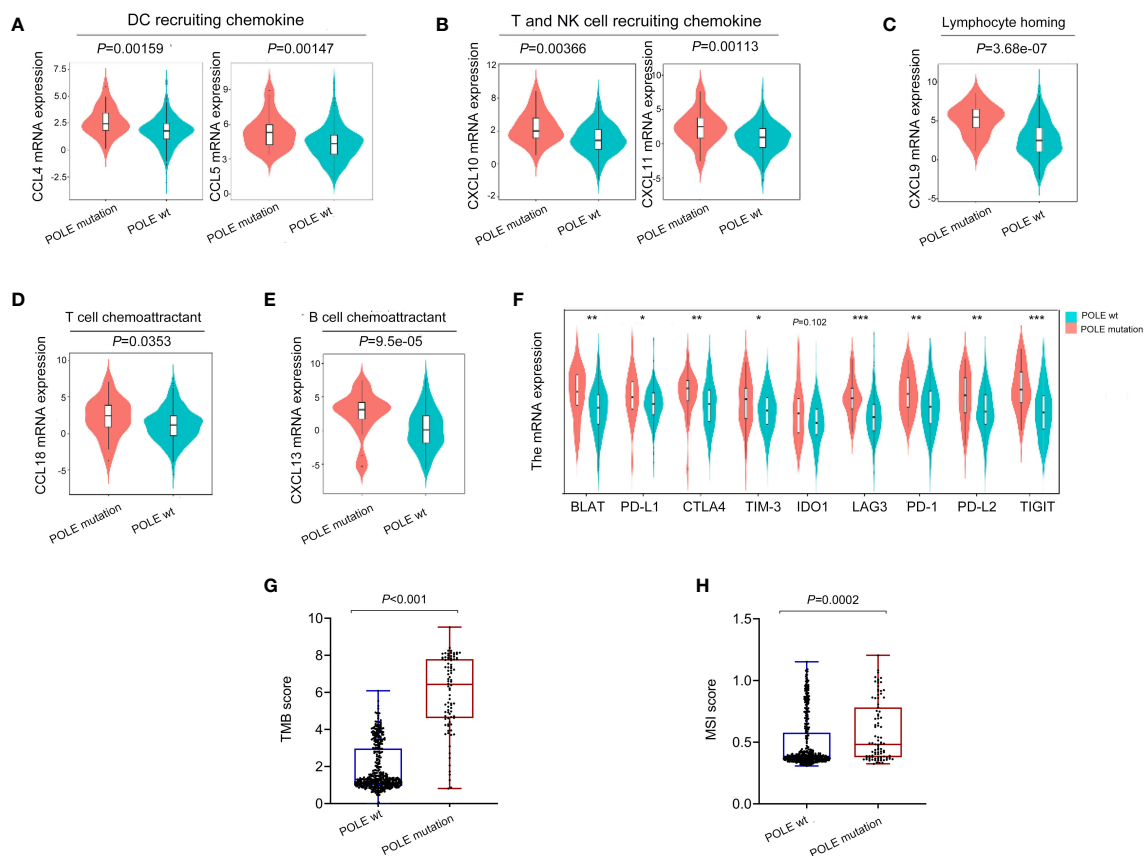 A
DC recruiting chemokine
P=0.00159
P=0.00147
CCL4 mRNA expression
7.5
5.0
2.5
0.0
-2.5
POLE mutation
POLE wt
CCL5 mRNA expression
9
6
3
0
POLE mutation
POLE wt
B
T and NK cell recruiting chemokine
P=0.00366
P=0.00113
CXCL10 mRNA expression
10
2
2
0
-2
POLE mutation
POLE wt
CXCL11 mRNA expression
10
5
0
-5
POLE mutation
POLE wt
C
Lymphocyte homing
P=3.68e-07
CXCL9 mRNA expression
10
5
0
-5
POLE mutation
POLE wt
D
T cell chemoattractant
P=0.0353
CCL18 mRNA expression
10
5
0
-5
POLE mutation
POLE wt
E
B cell chemoattractant
P=9.5e-05
CXCL13 mRNA expression
10
5
0
-5
POLE mutation
POLE wt
F
POLE wt
POLE mutation
** * ** * P=0.102 *** ** ** ***
The mRNA expression
BLAT PD-L1 CTLA4 TIM-3 IDO1 LAG3 PD-1 PD-L2 TIGIT
G
P<0.001
TMB score
10
8
6
4
2
0
POLE wt
POLE mutation
H
P=0.0002
MSI score
1.5
1.0
0.5
0.0
POLE wt
POLE mutation